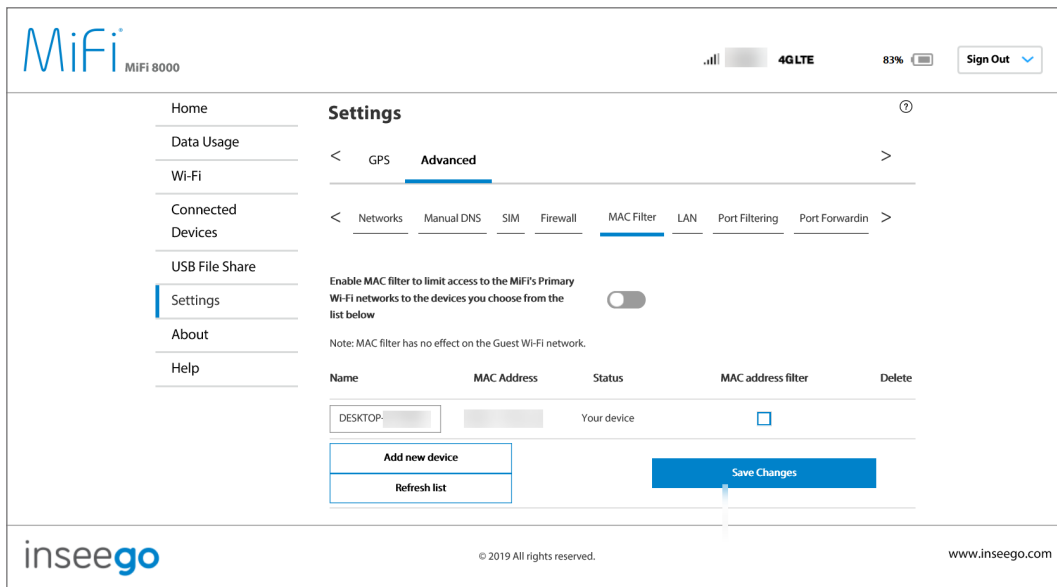 MiFi
MiFi 8000
4G LTE
83%
Sign Out
Home
Data Usage
Wi-Fi
Connected
Devices
USB File Share
Settings
About
Help
Settings
?
< GPS Advanced >
< Networks Manual DNS SIM Firewall MAC Filter LAN Port Filtering Port Forwardin >
Enable MAC filter to limit access to the MiFi's Primary
Wi-Fi networks to the devices you choose from the
list below
Note: MAC filter has no effect on the Guest Wi-Fi network.
Name MAC Address Status MAC address filter Delete
DESKTOP- Your device
Add new device
Refresh list
Save Changes
inseego
© 2019 All rights reserved.
www.inseego.com